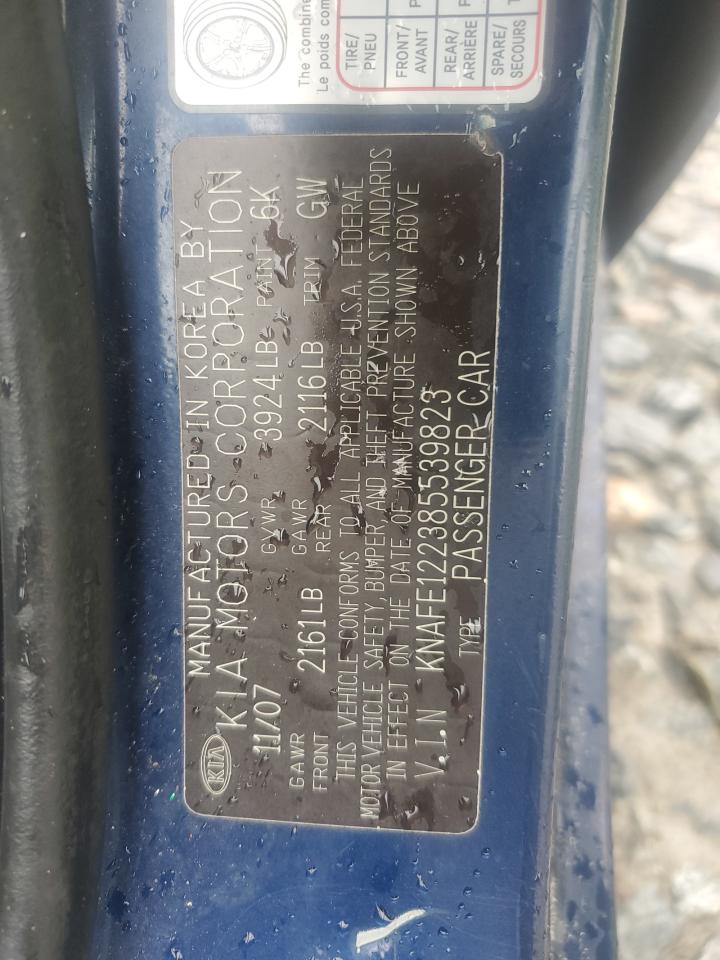 The combine
Le poids com
TIRE/
PNEU
FRONT/
AVANT
REAR/
ARRIÈRE
SPARE/
SECOURS
MANUFACTURED IN KOREA BY
KIA KIA MOTORS CORPORATION
11/07 GVWR 3924LB PAINT 6K
GAWR FRONT 2161LB GAWR REAR 2116LB TRIM GW
THIS VEHICLE CONFORMS TO ALL APPLICABLE U.S.A. FEDERAL
MOTOR VEHICLE SAFETY, BUMPER, AND THEFT PREVENTION STANDARDS
IN EFFECT ON THE DATE OF MANUFACTURE SHOWN ABOVE
V.I.N KNAFE122385539823
TYPE PASSENGER CAR